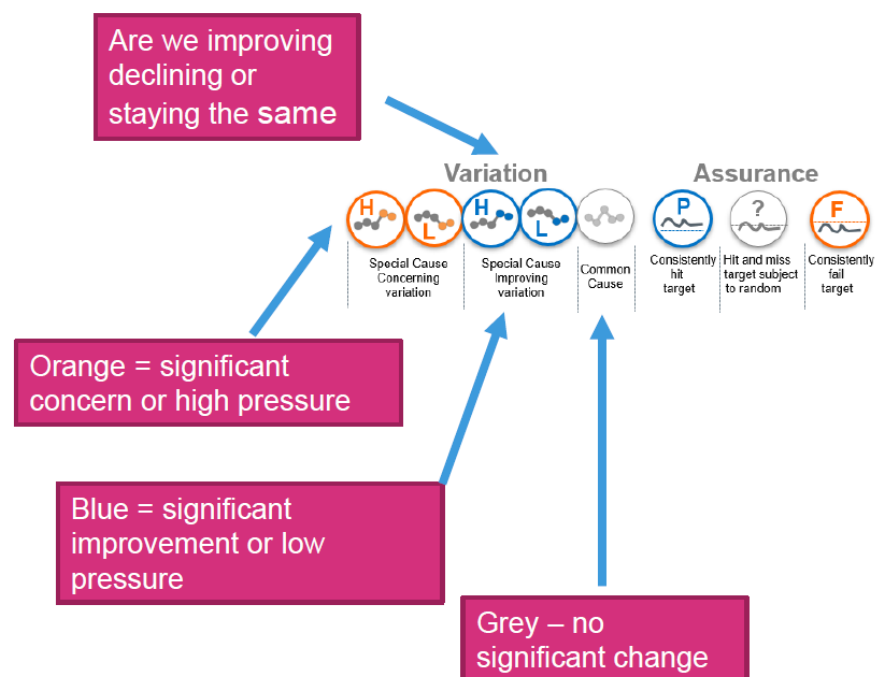 Are we improving
declining or
staying the same
Variation
Assurance
H
L
H
L
P
?
F
Special Cause
Concerning
variation
Special Cause
Improving
variation
Common
Cause
Consistently
hit
target
Hit and miss
target subject
to random
Consistently
fail
target
Orange = significant
concern or high pressure
Blue = significant
improvement or low
pressure
Grey – no
significant change